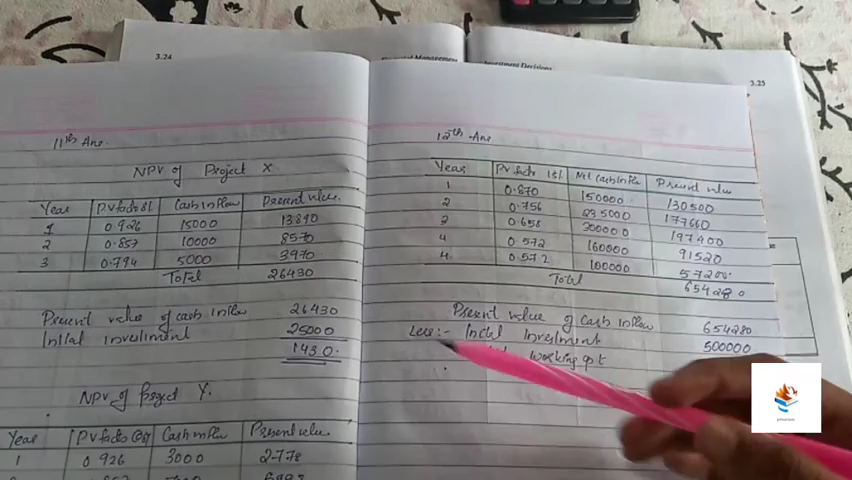 3.24
Investment Decisions
3.25
11th Ans.
NPV of Project X
Year P.v factor 8% Cash inflow Present value.
1 0.926 15000 13890
2 0.857 10000 8570
3 0.794 5000 3970
Total 26430
Present value of cash inflow 26430
Initial investment 25000
1430.
NPV of project Y.
Year P.v factor Cash inflow Present value.
1 0.926 3000 2778
12th Ans.
Year P.v factor 15% Net cash inflow Present value
1 0.870 150000 130500
2 0.756 235000 177660
3 0.658 300000 197400
4 0.572 160000 91520
4 0.572 100000 57200
Total 654280
Present value of Cash inflow 654280
Less:- Initial investment 500000
working